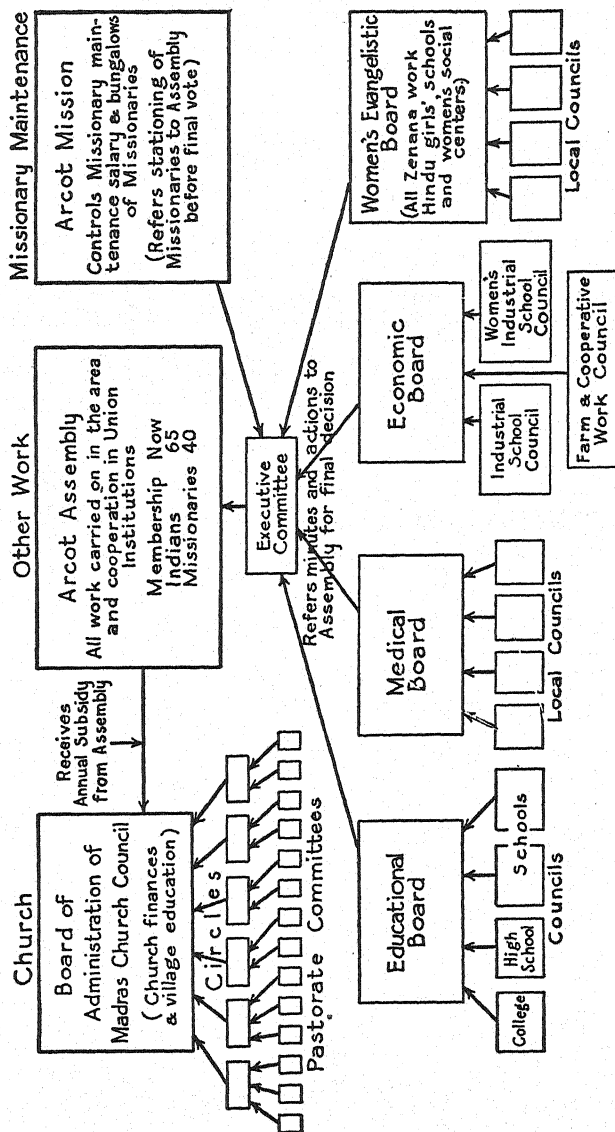 Church
Board of
Administration of
Madras Church Council
(Church finances
& village education)
Circles
Pastorate Committees
Receives
Annual Subsidy
from Assembly
Other Work
Arcot Assembly
All work carried on in the area
and cooperation in Union
Institutions
Membership Now
Indians 65
Missionaries 40
Missionary Maintenance
Arcot Mission
Controls Missionary main-
tenance salary & bungalows
of Missionaries
(Refers stationing of
Missionaries to Assembly
before final vote)
Executive
Committee
Refers minutes and actions to
Assembly for final decision
Educational
Board
College
High
School
Schools
Councils
Medical
Board
Local Councils
Economic
Board
Industrial
School
Council
Women's
Industrial
School
Council
Farm & Cooperative
Work Council
Women's Evangelistic
Board
(All Zenana work
Hindu girls' schools
and womens social
centers)
Local Councils